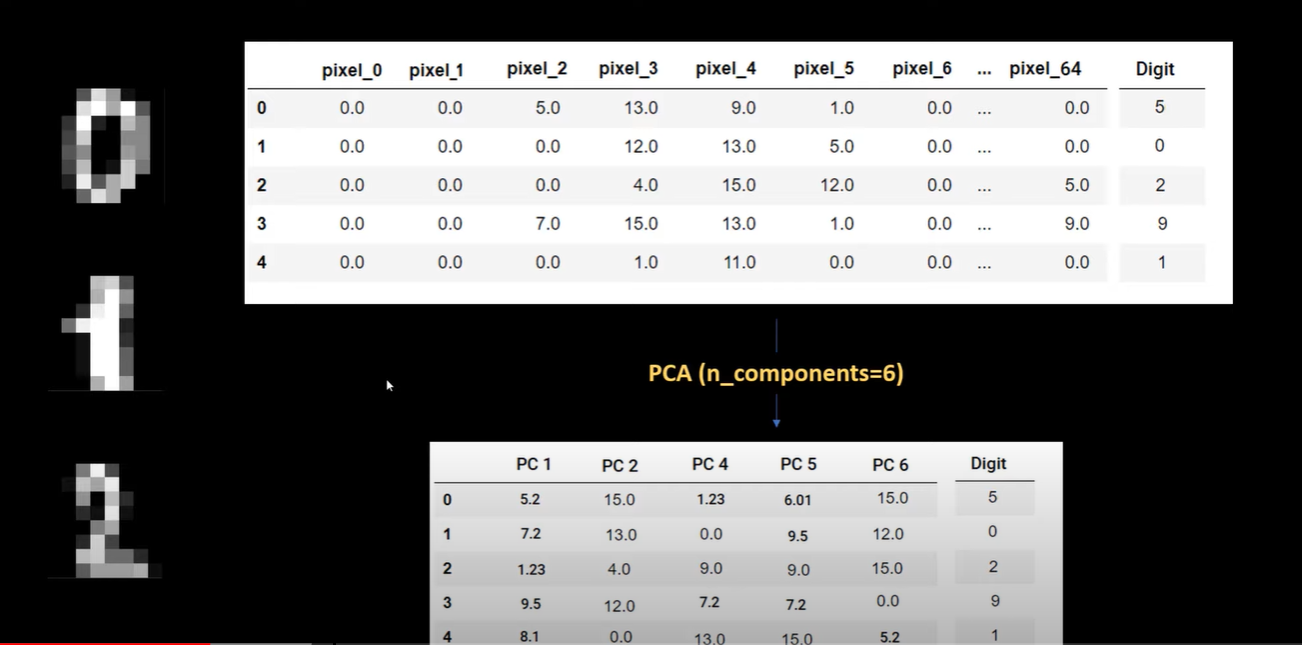 pixel_0 pixel_1 pixel_2 pixel_3 pixel_4 pixel_5 pixel_6 ... pixel_64 Digit
0 0.0 0.0 5.0 13.0 9.0 1.0 0.0 ... 0.0 5
1 0.0 0.0 0.0 12.0 13.0 5.0 0.0 ... 0.0 0
2 0.0 0.0 0.0 4.0 15.0 12.0 0.0 ... 5.0 2
3 0.0 0.0 7.0 15.0 13.0 1.0 0.0 ... 9.0 9
4 0.0 0.0 0.0 1.0 11.0 0.0 0.0 ... 0.0 1
0
1
2
PCA (n_components=6)
PC 1 PC 2 PC 4 PC 5 PC 6 Digit
0 5.2 15.0 1.23 6.01 15.0 5
1 7.2 13.0 0.0 9.5 12.0 0
2 1.23 4.0 9.0 9.0 15.0 2
3 9.5 12.0 7.2 7.2 0.0 9
4 8.1 0.0 13.0 15.0 5.2 1